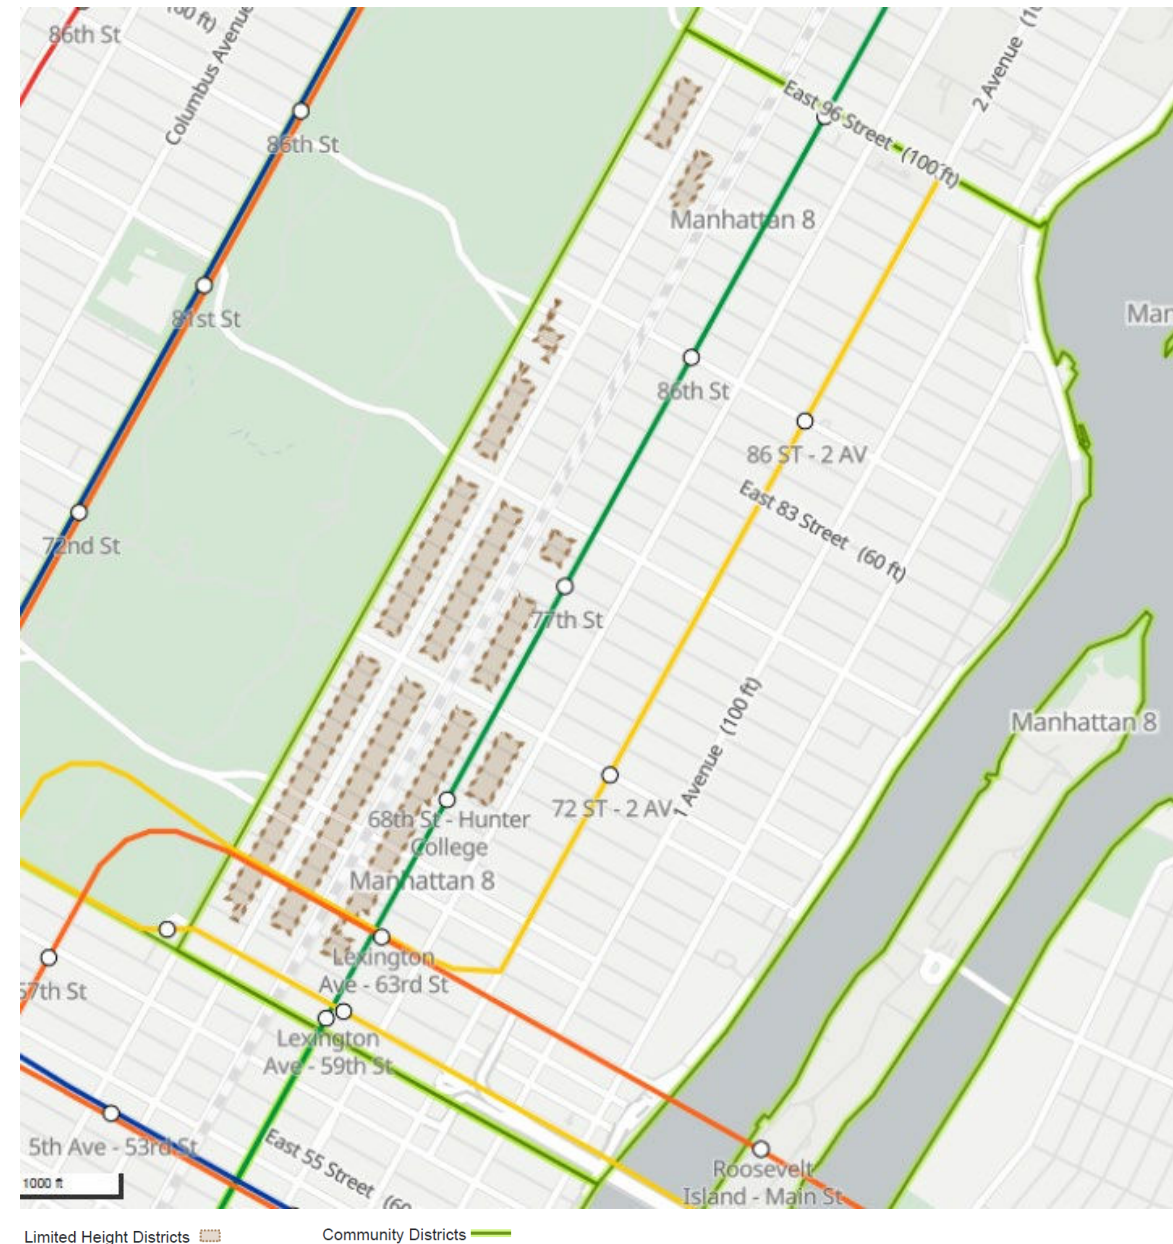 86th St
60 ft)
Columbus Avenue
2 Avenue (10
East 96 Street (100 ft)
86th St
Manhattan 8
81st St
Man
86th St
86 ST - 2 AV
East 83 Street (60 ft)
72nd St
77th St
1 Avenue (100 ft)
Manhattan 8
72 ST - 2 AV
68th St - Hunter
College
Manhattan 8
Lexington
Ave - 63rd St
57th St
Lexington
Ave - 59th St
5th Ave - 53rd St
East 55 Street (60
Roosevelt
Island - Main St
1000 ft
Limited Height Districts
Community Districts